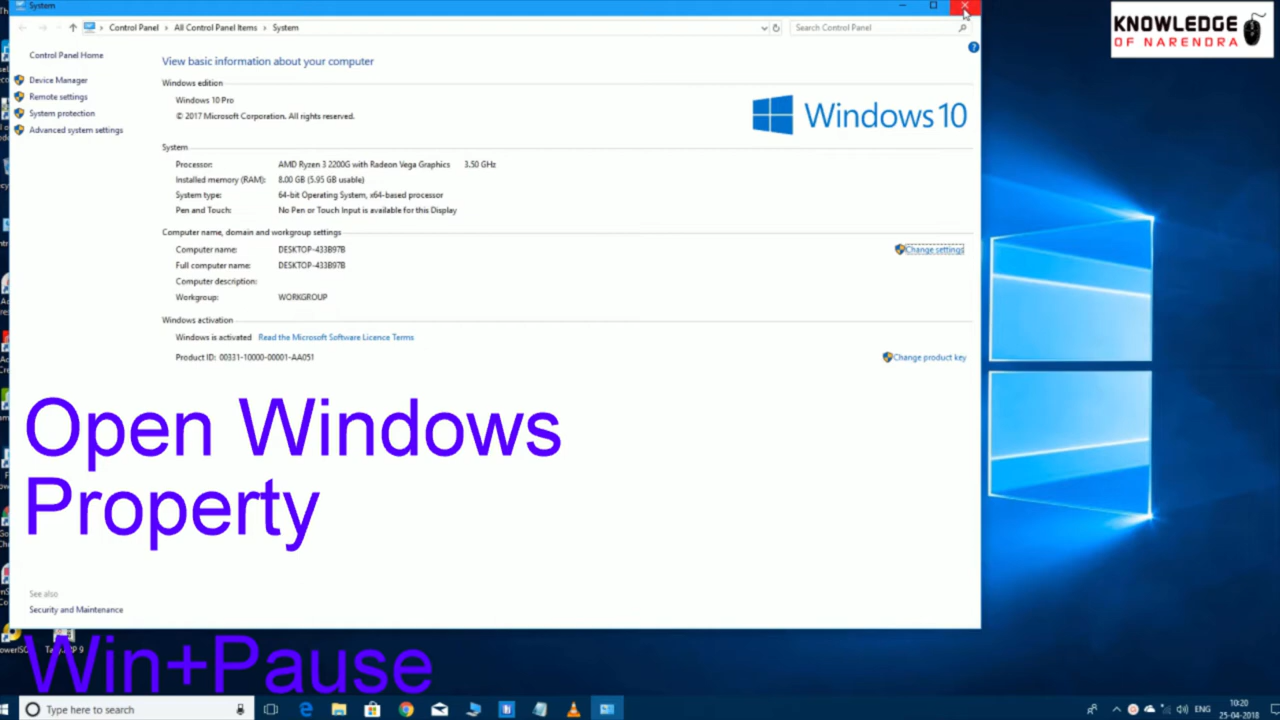 System
KNOWLEDGE
OF NARENDRA
Control Panel > All Control Panel Items > System
Search Control Panel
Control Panel Home
Device Manager
Remote settings
System protection
Advanced system settings
View basic information about your computer
Windows edition
Windows 10 Pro
© 2017 Microsoft Corporation. All rights reserved.
Windows 10
System
Processor: AMD Ryzen 3 2200G with Radeon Vega Graphics 3.50 GHz
Installed memory (RAM): 8.00 GB (5.95 GB usable)
System type: 64-bit Operating System, x64-based processor
Pen and Touch: No Pen or Touch Input is available for this Display
Computer name, domain and workgroup settings
Computer name: DESKTOP-433B97B
Change settings
Full computer name: DESKTOP-433B97B
Computer description:
Workgroup: WORKGROUP
Windows activation
Windows is activated Read the Microsoft Software Licence Terms
Product ID: 00331-10000-00001-AA051
Change product key
Open Windows
Property
See also
Security and Maintenance
Win+Pause
Type here to search
ENG
10:20
25-04-2018